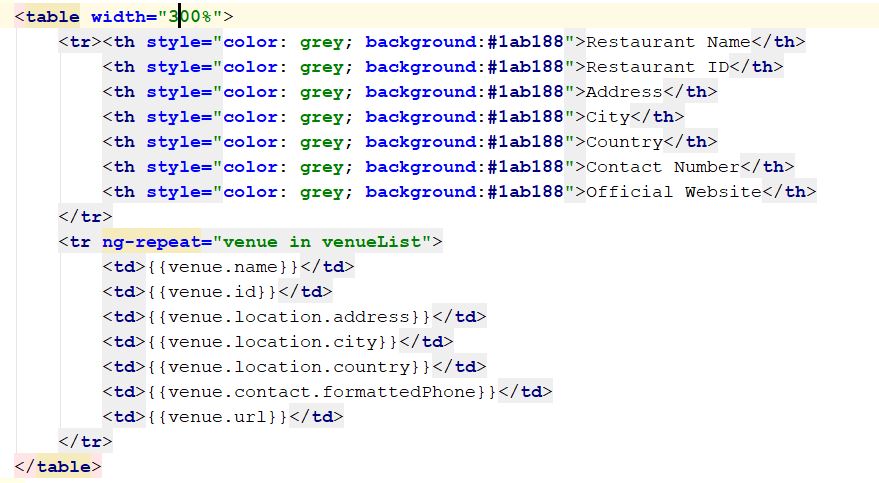 <table width="300%">
<tr><th style="color: grey; background:#1ab188">Restaurant Name</th>
<th style="color: grey; background:#1ab188">Restaurant ID</th>
<th style="color: grey; background:#1ab188">Address</th>
<th style="color: grey; background:#1ab188">City</th>
<th style="color: grey; background:#1ab188">Country</th>
<th style="color: grey; background:#1ab188">Contact Number</th>
<th style="color: grey; background:#1ab188">Official Website</th>
</tr>
<tr ng-repeat="venue in venueList">
<td>{{venue.name}}</td>
<td>{{venue.id}}</td>
<td>{{venue.location.address}}</td>
<td>{{venue.location.city}}</td>
<td>{{venue.location.country}}</td>
<td>{{venue.contact.formattedPhone}}</td>
<td>{{venue.url}}</td>
</tr>
</table>